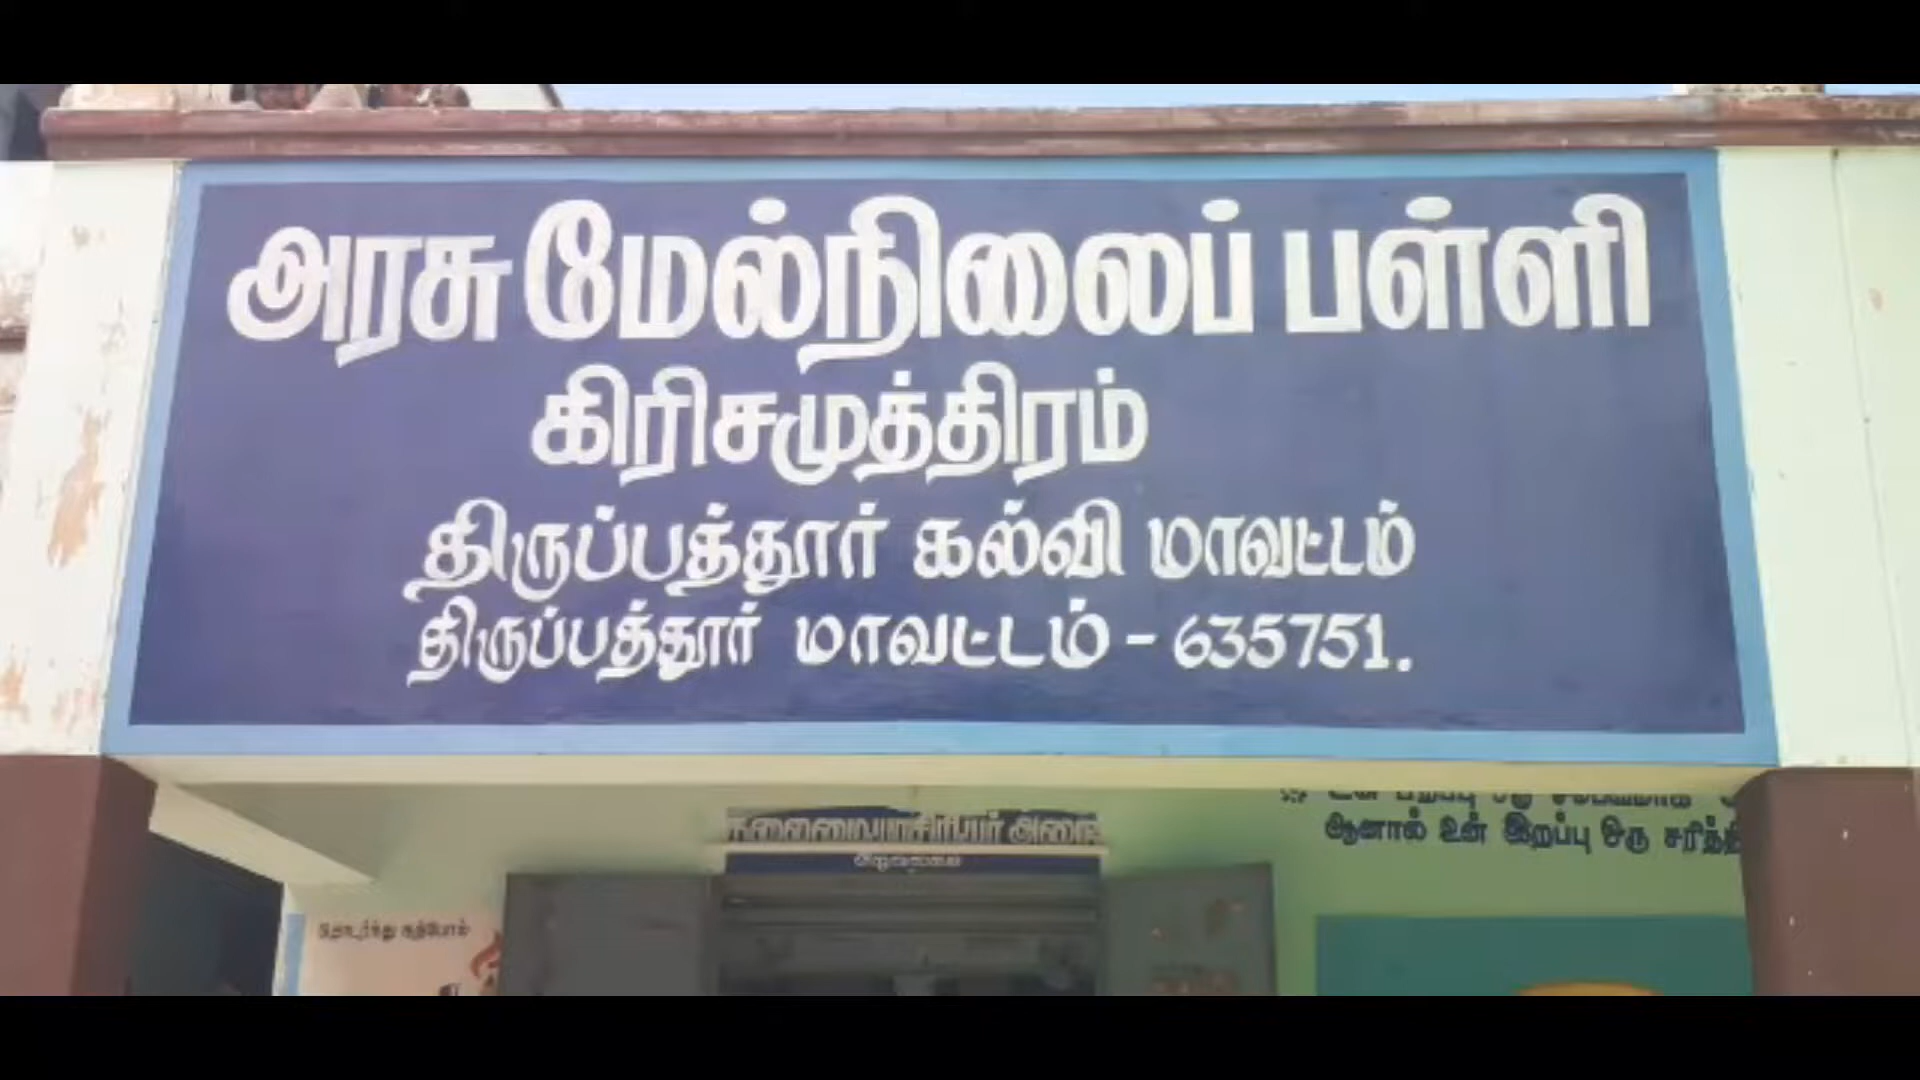 அரசு மேல்நிலைப் பள்ளி
கிரிசமுத்திரம்
திருப்பத்தூர் கல்வி மாவட்டம்
திருப்பத்தூர் மாவட்டம் - 635751.
ஆனால் உன் இறப்பு ஒரு